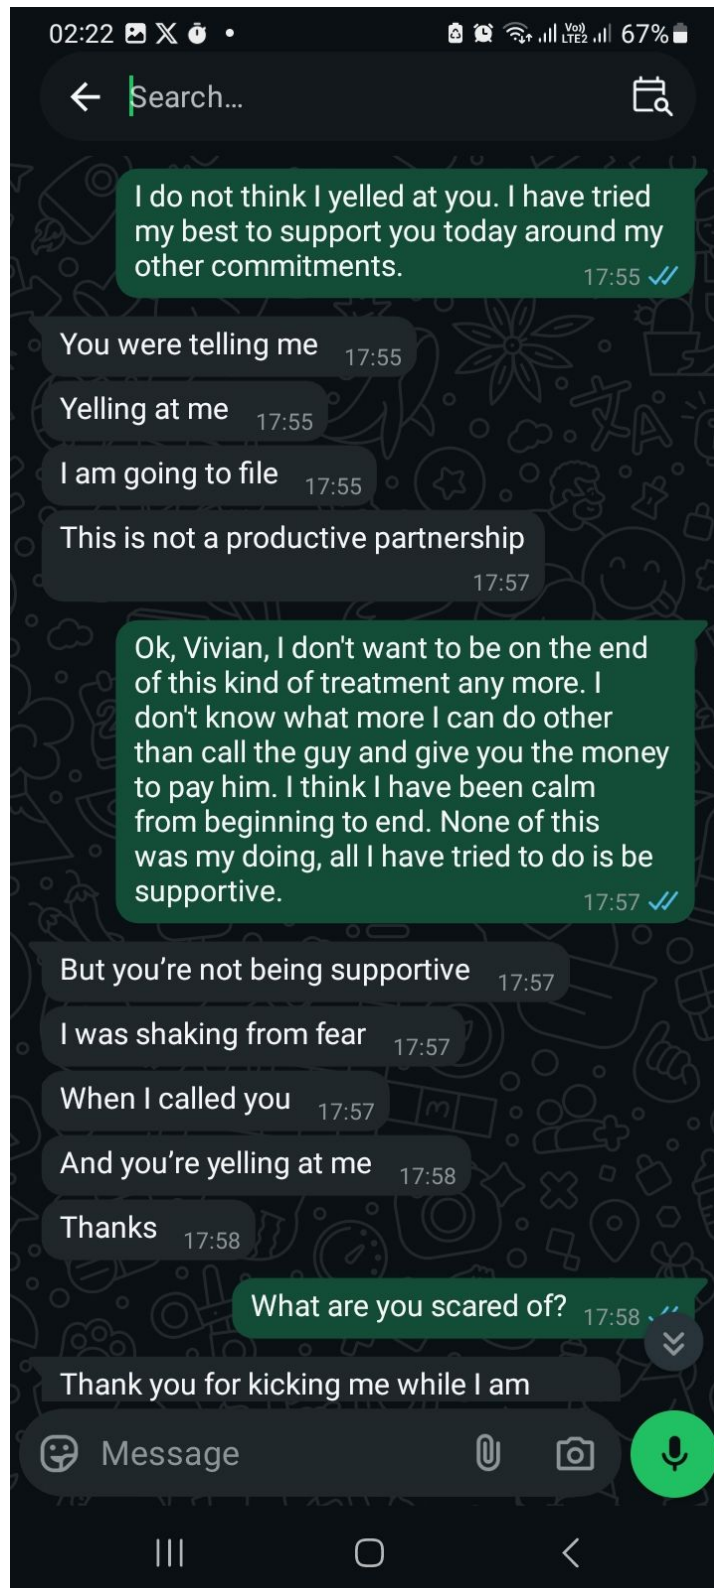 02:22 67%
Search...
I do not think I yelled at you. I have tried
my best to support you today around my
other commitments. 17:55
You were telling me 17:55
Yelling at me 17:55
I am going to file 17:55
This is not a productive partnership
17:57
Ok, Vivian, I don't want to be on the end
of this kind of treatment any more. I
don't know what more I can do other
than call the guy and give you the money
to pay him. I think I have been calm
from beginning to end. None of this
was my doing, all I have tried to do is be
supportive. 17:57
But you’re not being supportive 17:57
I was shaking from fear 17:57
When I called you 17:57
And you’re yelling at me 17:58
Thanks 17:58
What are you scared of? 17:58
Thank you for kicking me while I am
Message